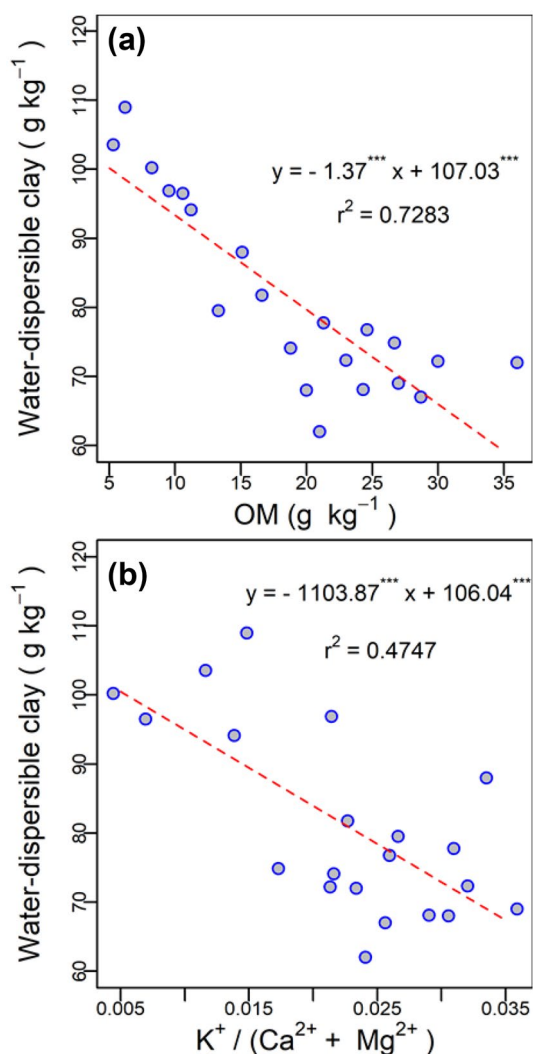 (a)
y = - 1.37*** x + 107.03***
r² = 0.7283
Water-dispersible clay ( g kg⁻¹ )
120
110
100
90
80
70
60
5 10 15 20 25 30 35
OM (g kg⁻¹ )
(b)
y = - 1103.87*** x + 106.04***
r² = 0.4747
Water-dispersible clay ( g kg⁻¹ )
120
110
100
90
80
70
60
0.005 0.015 0.025 0.035
K⁺ / (Ca²⁺ + Mg²⁺ )